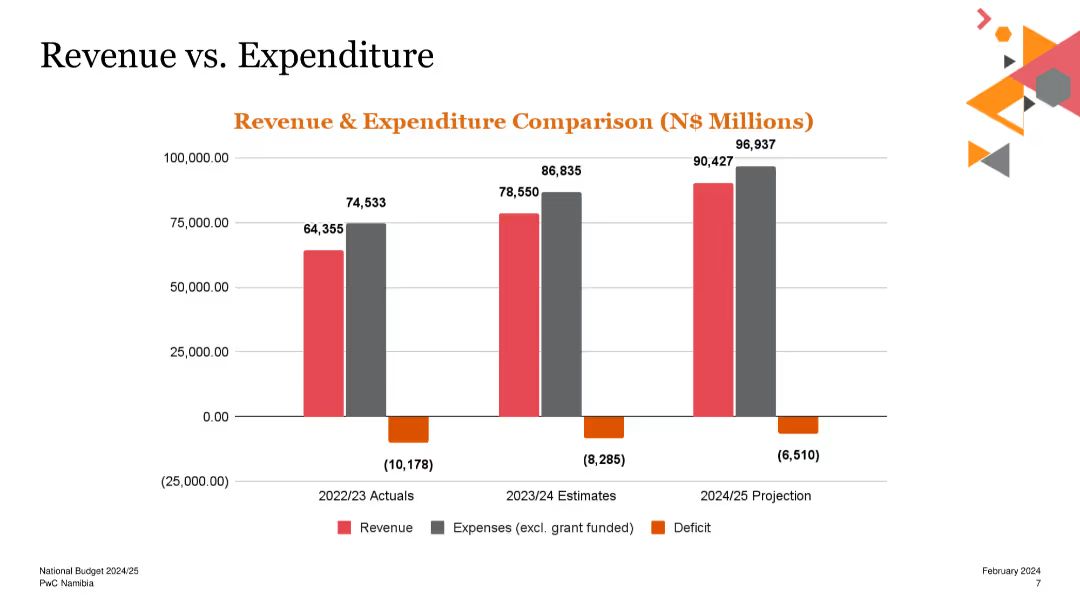 Revenue vs. Expenditure
Revenue & Expenditure Comparison (N$ Millions)
100,000.00
75,000.00
50,000.00
25,000.00
0.00
(25,000.00)
64,355
74,533
(10,178)
78,550
86,835
(8,285)
90,427
96,937
(6,510)
2022/23 Actuals
2023/24 Estimates
2024/25 Projection
Revenue
Expenses (excl. grant funded)
Deficit
National Budget 2024/25
PwC Namibia
February 2024
7